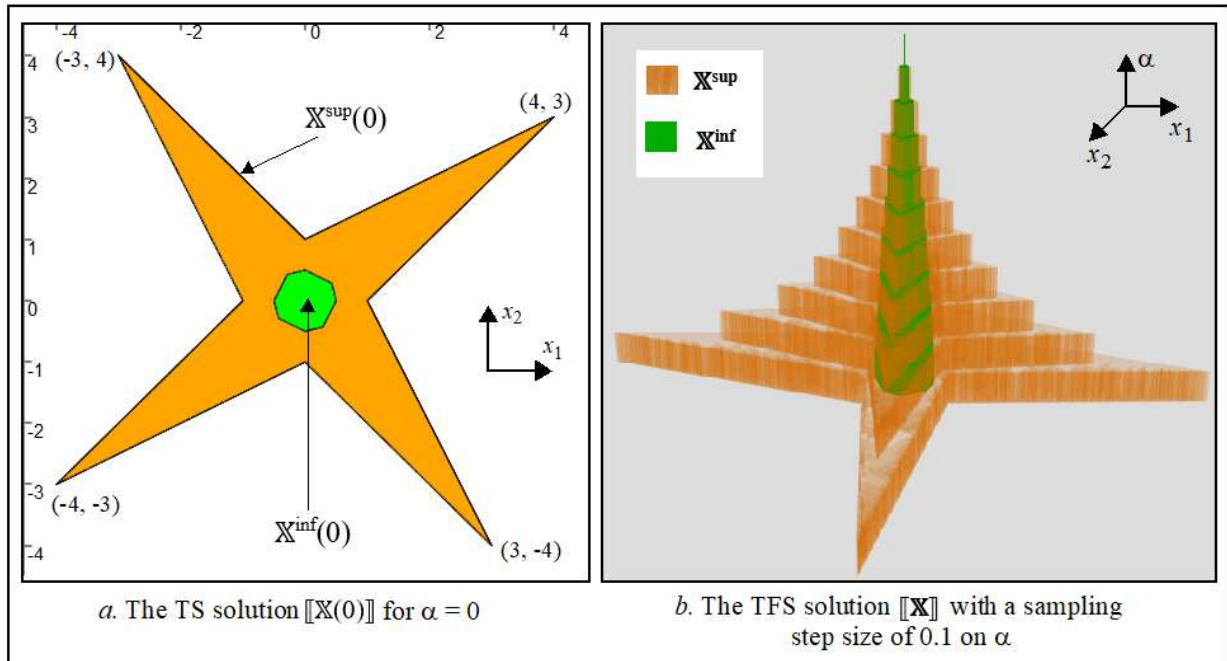 -4 -2 0 2 4
4
3
2
1
0
-1
-2
-3
-4
(-3, 4)
(4, 3)
𝕏sup(0)
x2
x1
(-4, -3)
𝕏inf(0)
(3, -4)
a. The TS solution ⟦𝕏(0)⟧ for α = 0
𝕏sup
𝕏inf
α
x1
x2
b. The TFS solution ⟦𝕏⟧ with a sampling
step size of 0.1 on α